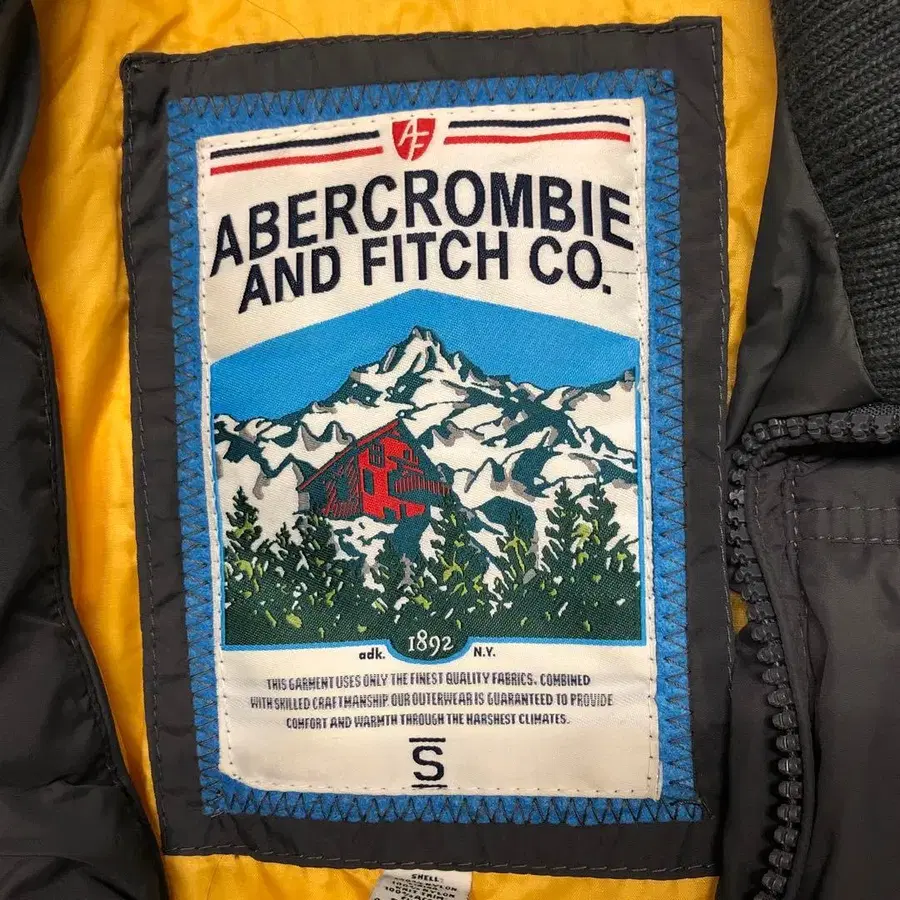 AF
ABERCROMBIE
AND FITCH CO.
1892
adk. N.Y.
THIS GARMENT USES ONLY THE FINEST QUALITY FABRICS. COMBINED
WITH SKILLED CRAFTMANSHIP. OUR OUTERWEAR IS GUARANTEED TO PROVIDE
COMFORT AND WARMTH THROUGH THE HARSHEST CLIMATES.
S
SHELL: